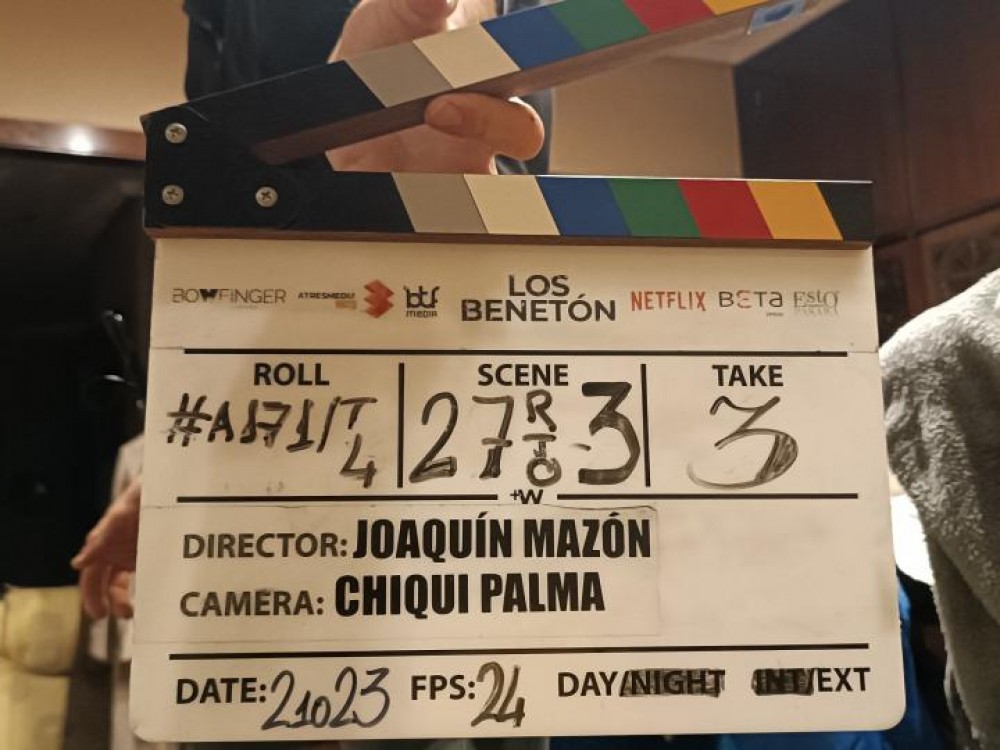 BOWFINGER ATRESMEDIA btf MEDIA LOS BENETÓN NETFLIX BETA
ROLL SCENE TAKE
#A171/T4 27 RTO -3 3
+W
DIRECTOR: JOAQUÍN MAZÓN
CAMERA: CHIQUI PALMA
DATE: 21023 FPS: 24 DAY/NIGHT INT/EXT